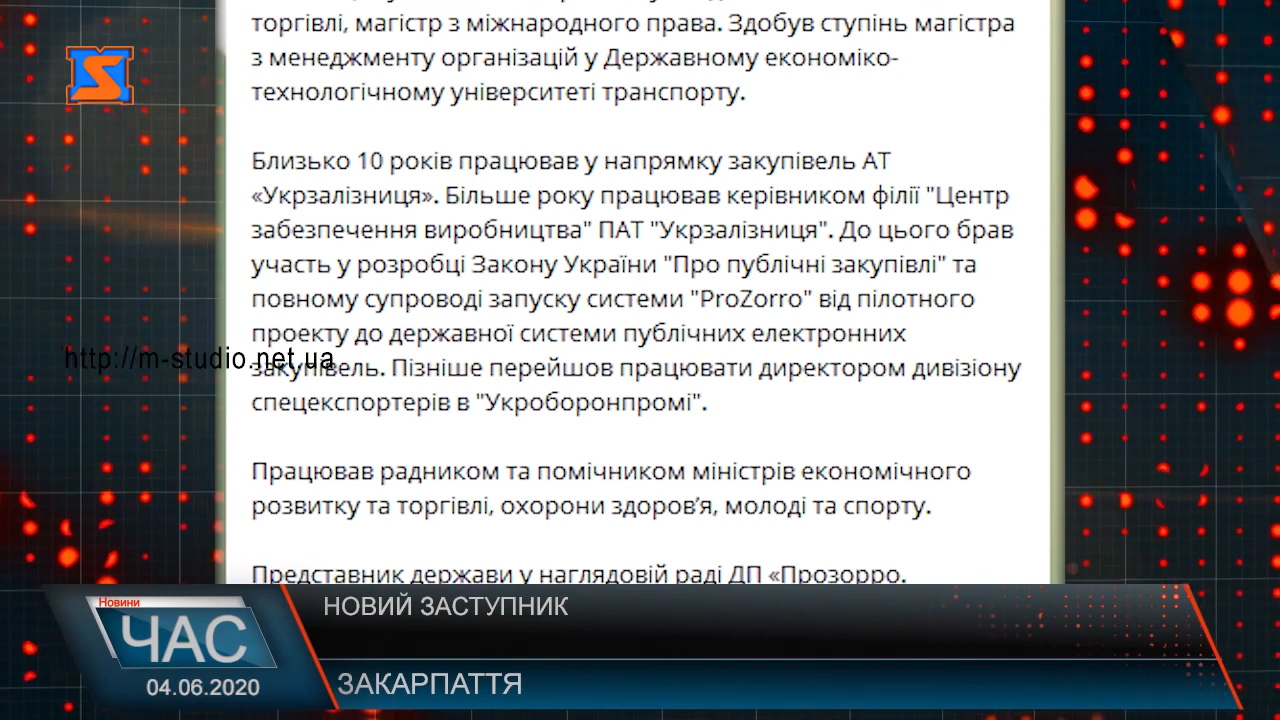 торгівлі, магістр з міжнародного права. Здобув ступінь магістра
з менеджменту організацій у Державному економіко-
технологічному університеті транспорту.
Близько 10 років працював у напрямку закупівель АТ
«Укрзалізниця». Більше року працював керівником філії "Центр
забезпечення виробництва" ПАТ "Укрзалізниця". До цього брав
участь у розробці Закону України "Про публічні закупівлі" та
повному супроводі запуску системи "ProZorro" від пілотного
проекту до державної системи публічних електронних
http://m-studio.net.ua
закупівель. Пізніше перейшов працювати директором дивізіону
спецекспортерів в "Укроборонпромі".
Працював радником та помічником міністрів економічного
розвитку та торгівлі, охорони здоров’я, молоді та спорту.
Представник держави у наглядовій раді ДП «Прозорро.
Новини
ЧАС
04.06.2020
НОВИЙ ЗАСТУПНИК
ЗАКАРПАТТЯ